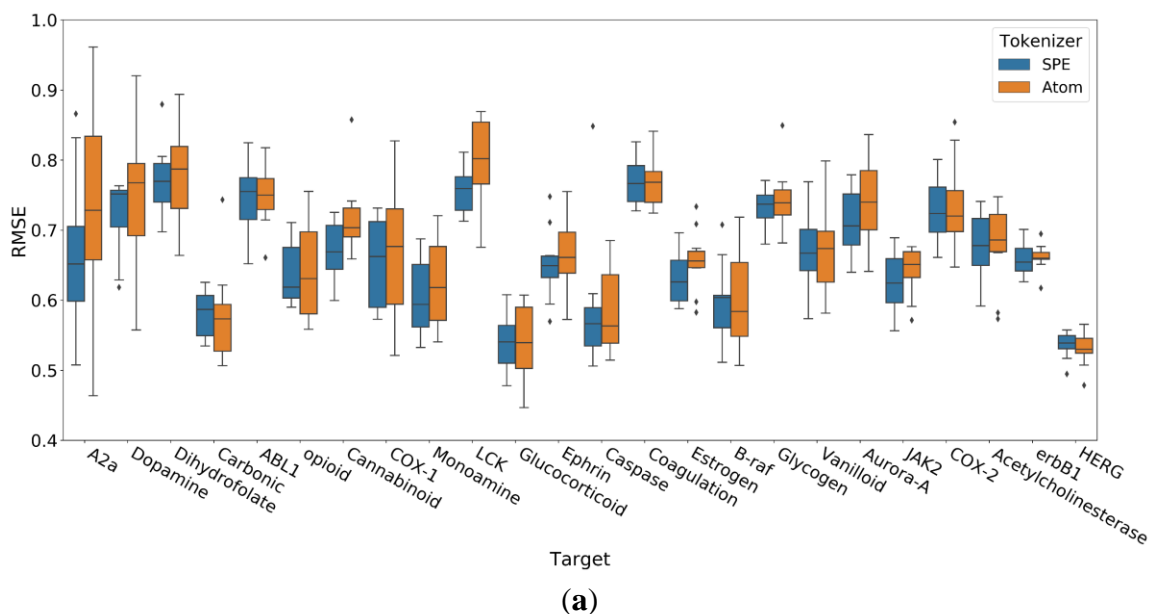 1.0
0.9
0.8
0.7
0.6
0.5
0.4
RMSE
Tokenizer
SPE
Atom
A2a
Dopamine
Dihydrofolate
Carbonic
ABL1
opioid
Cannabinoid
COX-1
Monoamine
LCK
Glucocorticoid
Ephrin
Caspase
Coagulation
Estrogen
B-raf
Glycogen
Vanilloid
Aurora-A
JAK2
COX-2
Acetylcholinesterase
erbB1
HERG
Target
(a)